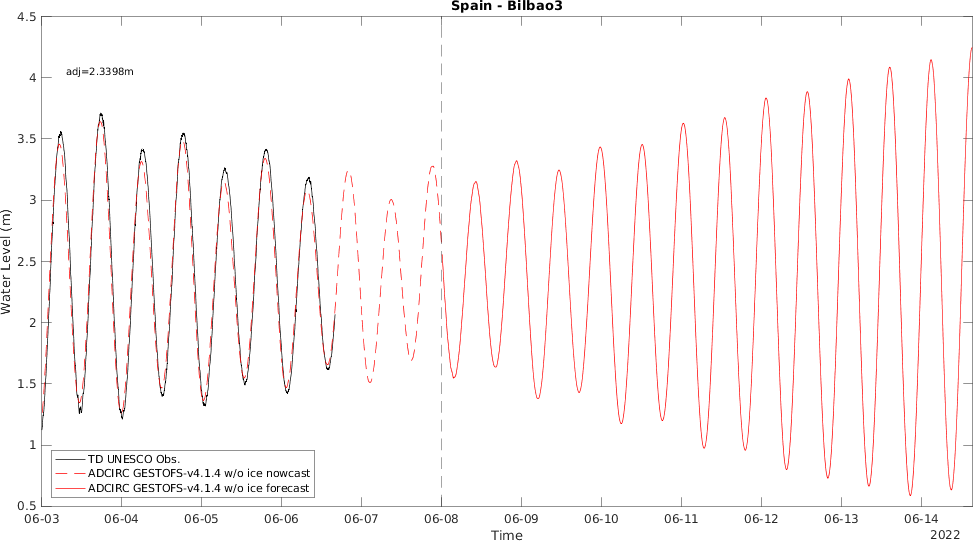 Spain - Bilbao3
adj=2.3398m
Water Level (m)
4.5
4
3.5
3
2.5
2
1.5
1
0.5
TD UNESCO Obs.
ADCIRC GESTOFS-v4.1.4 w/o ice nowcast
ADCIRC GESTOFS-v4.1.4 w/o ice forecast
06-03 06-04 06-05 06-06 06-07 06-08 06-09 06-10 06-11 06-12 06-13 06-14
2022
Time